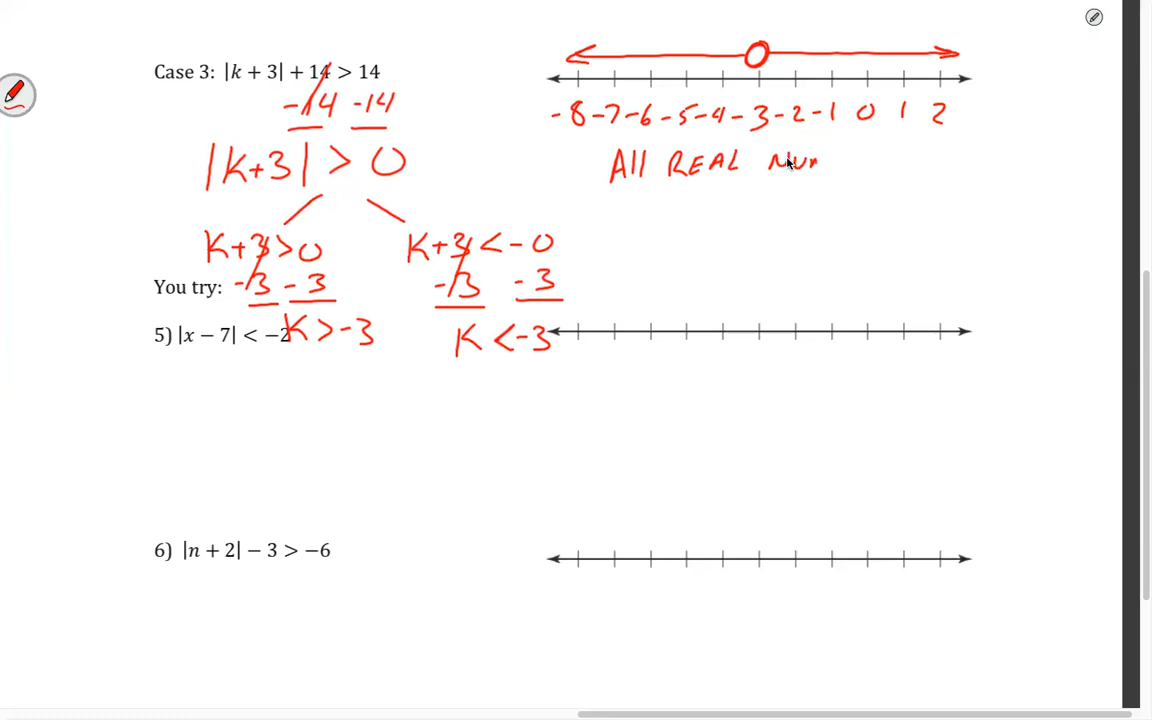 Case 3: |k + 3| + 14 > 14
-14 -14
|K+3| > 0
K+3>0 K+3<-0
-3 -3 -3 -3
K>-3 K<-3
-8 -7 -6 -5 -4 -3 -2 -1 0 1 2
All REAL NUM
You try:
5) |x − 7| < −2
6) |n + 2| − 3 > −6